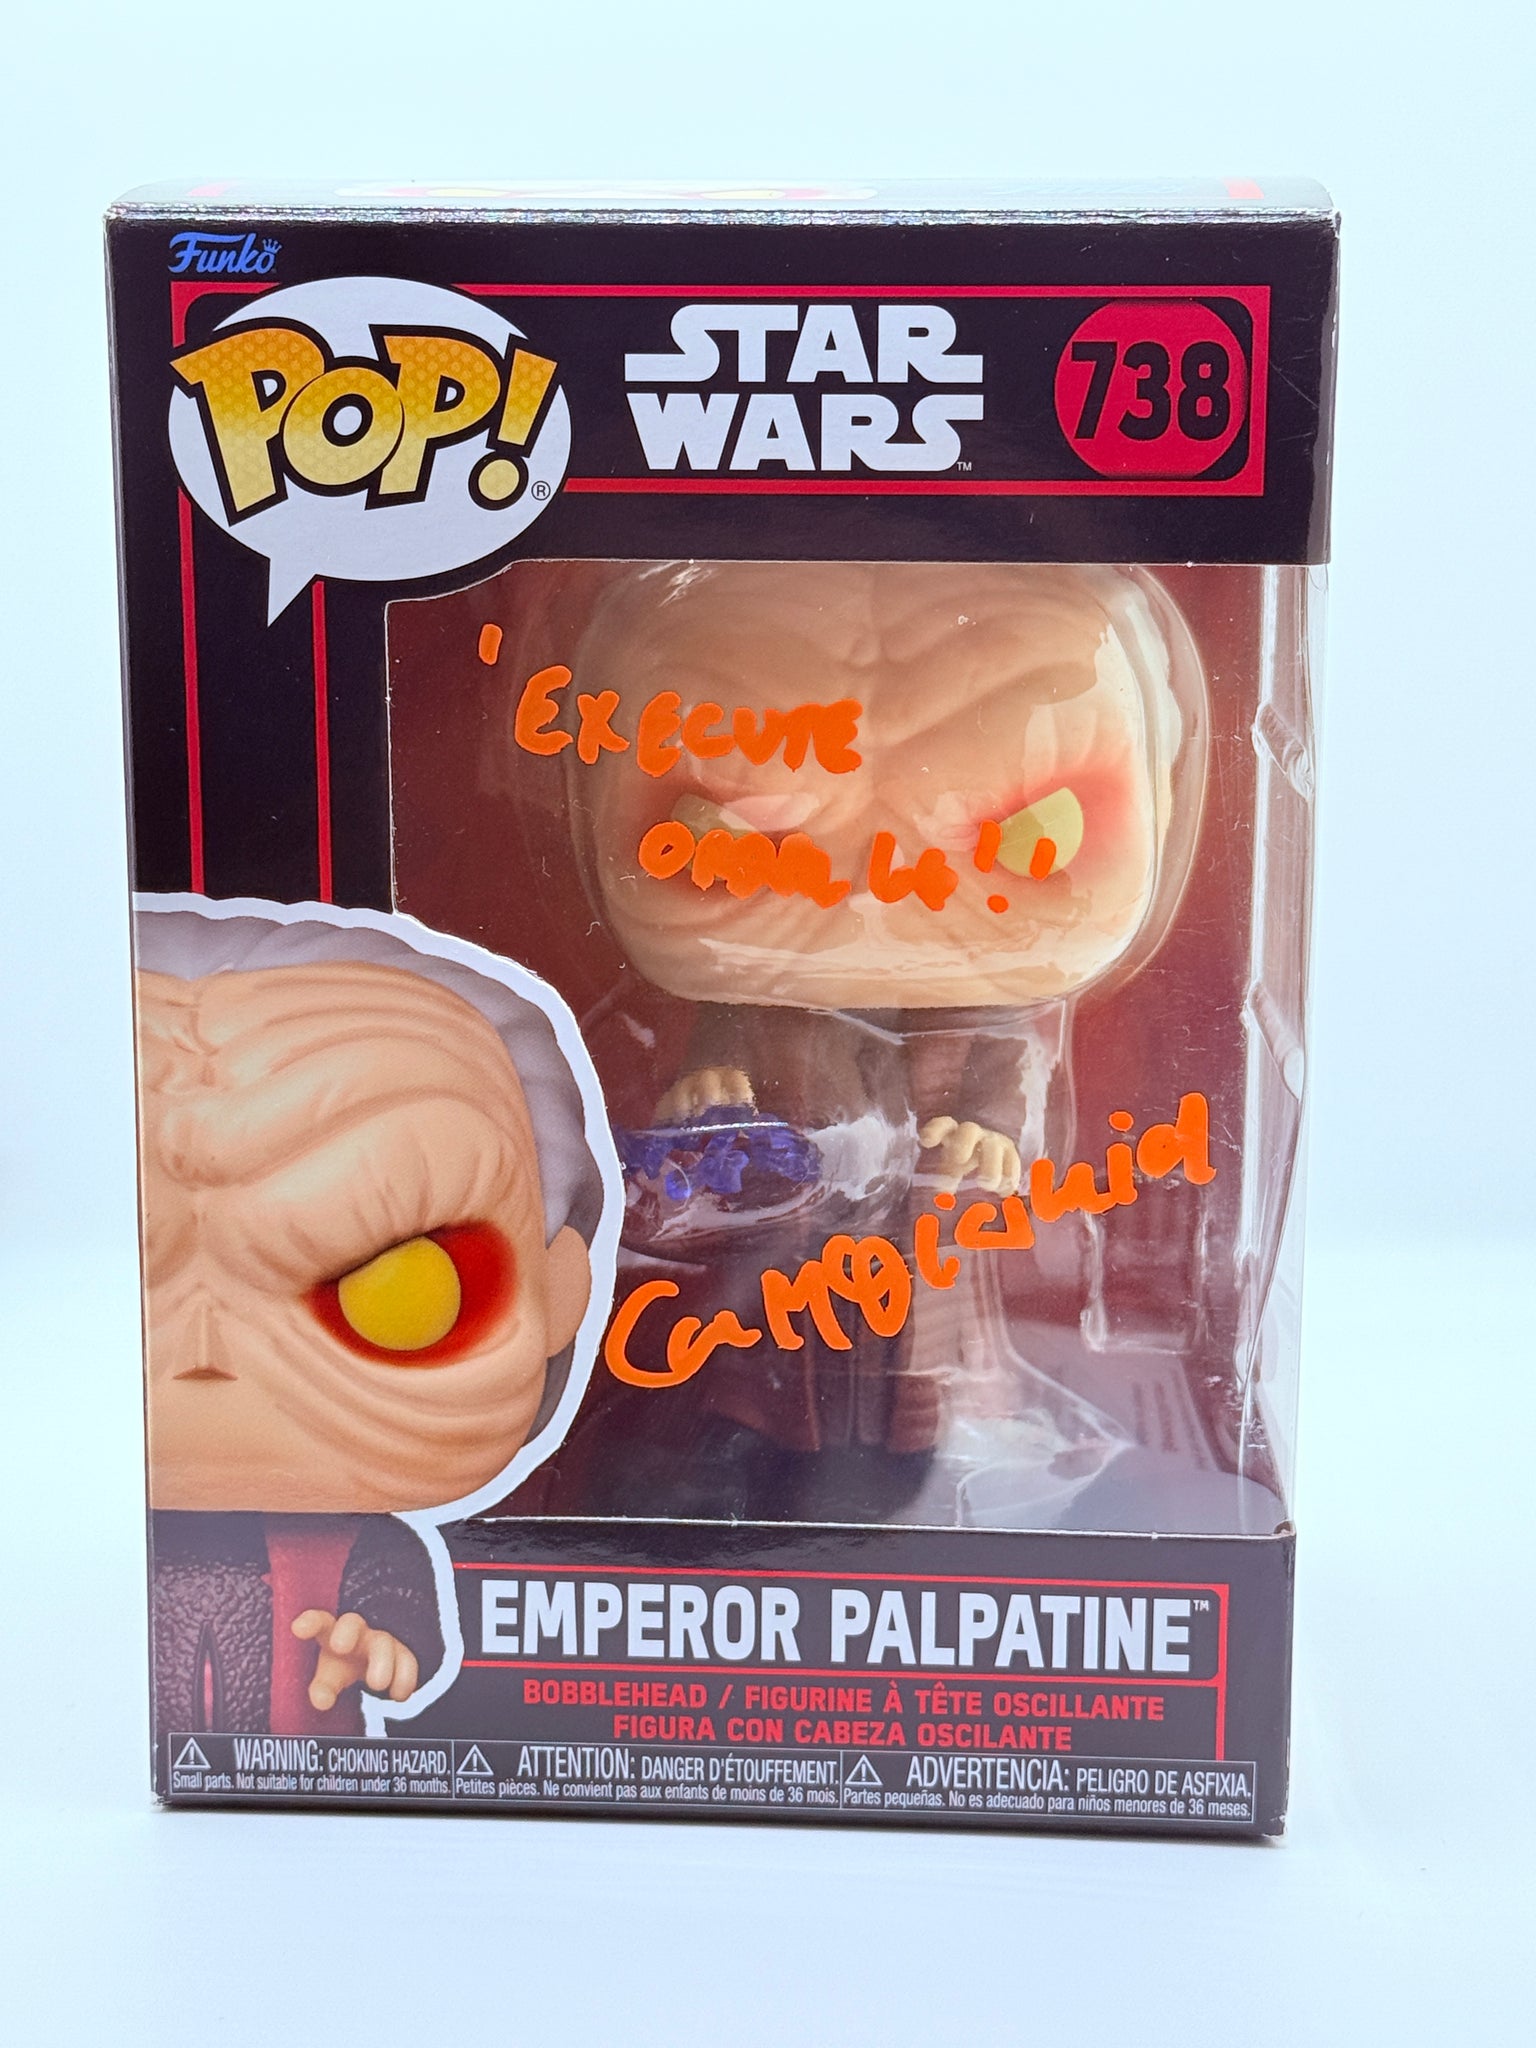 Funko
POP!®
STAR WARS™
738
'EXECUTE
ORDER 66!'
EMPEROR PALPATINE™
BOBBLEHEAD / FIGURINE À TÊTE OSCILLANTE
FIGURA CON CABEZA OSCILANTE
WARNING: CHOKING HAZARD.
Small parts. Not suitable for children under 36 months.
ATTENTION: DANGER D'ÉTOUFFEMENT.
Petites pièces. Ne convient pas aux enfants de moins de 36 mois.
ADVERTENCIA: PELIGRO DE ASFIXIA.
Partes pequeñas. No es adecuado para niños menores de 36 meses.